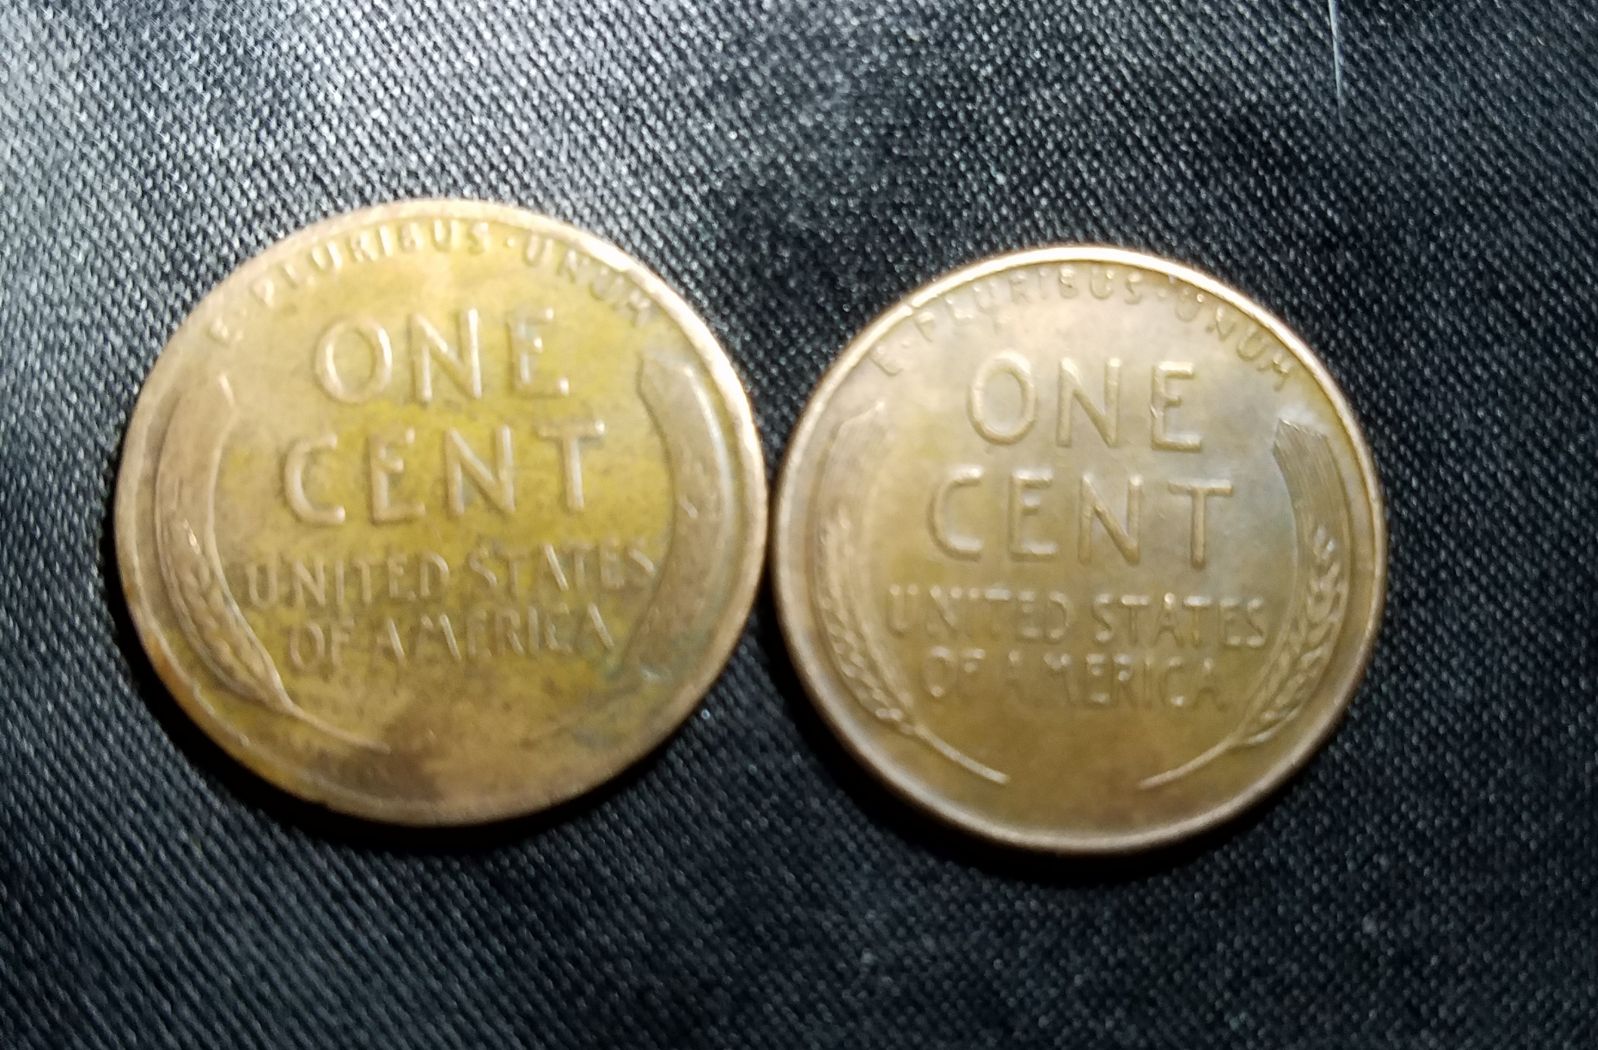 E·PLURIBUS·UNUM
ONE
CENT
UNITED STATES
OF AMERICA
E·PLURIBUS·UNUM
ONE
CENT
UNITED STATES
OF AMERICA